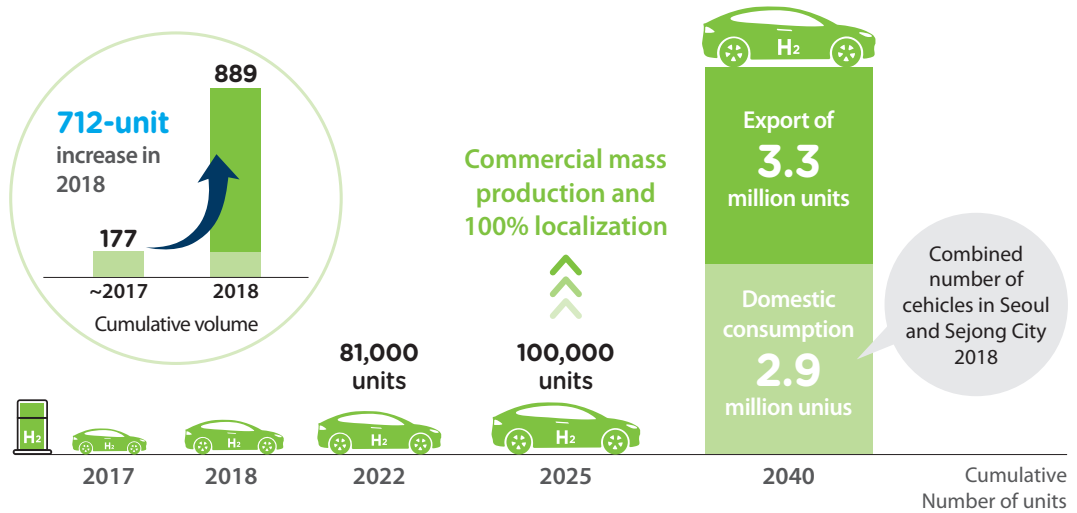 889
712-unit
increase in
2018
177
~2017
2018
Cumulative volume
Commercial mass
production and
100% localization
81,000
units
100,000
units
H2
Export of
3.3
million units
Domestic
consumption
2.9
million unius
Combined
number of
cehicles in Seoul
and Sejong City
2018
H2
H2
H2
H2
H2
2017
2018
2022
2025
2040
Cumulative
Number of units